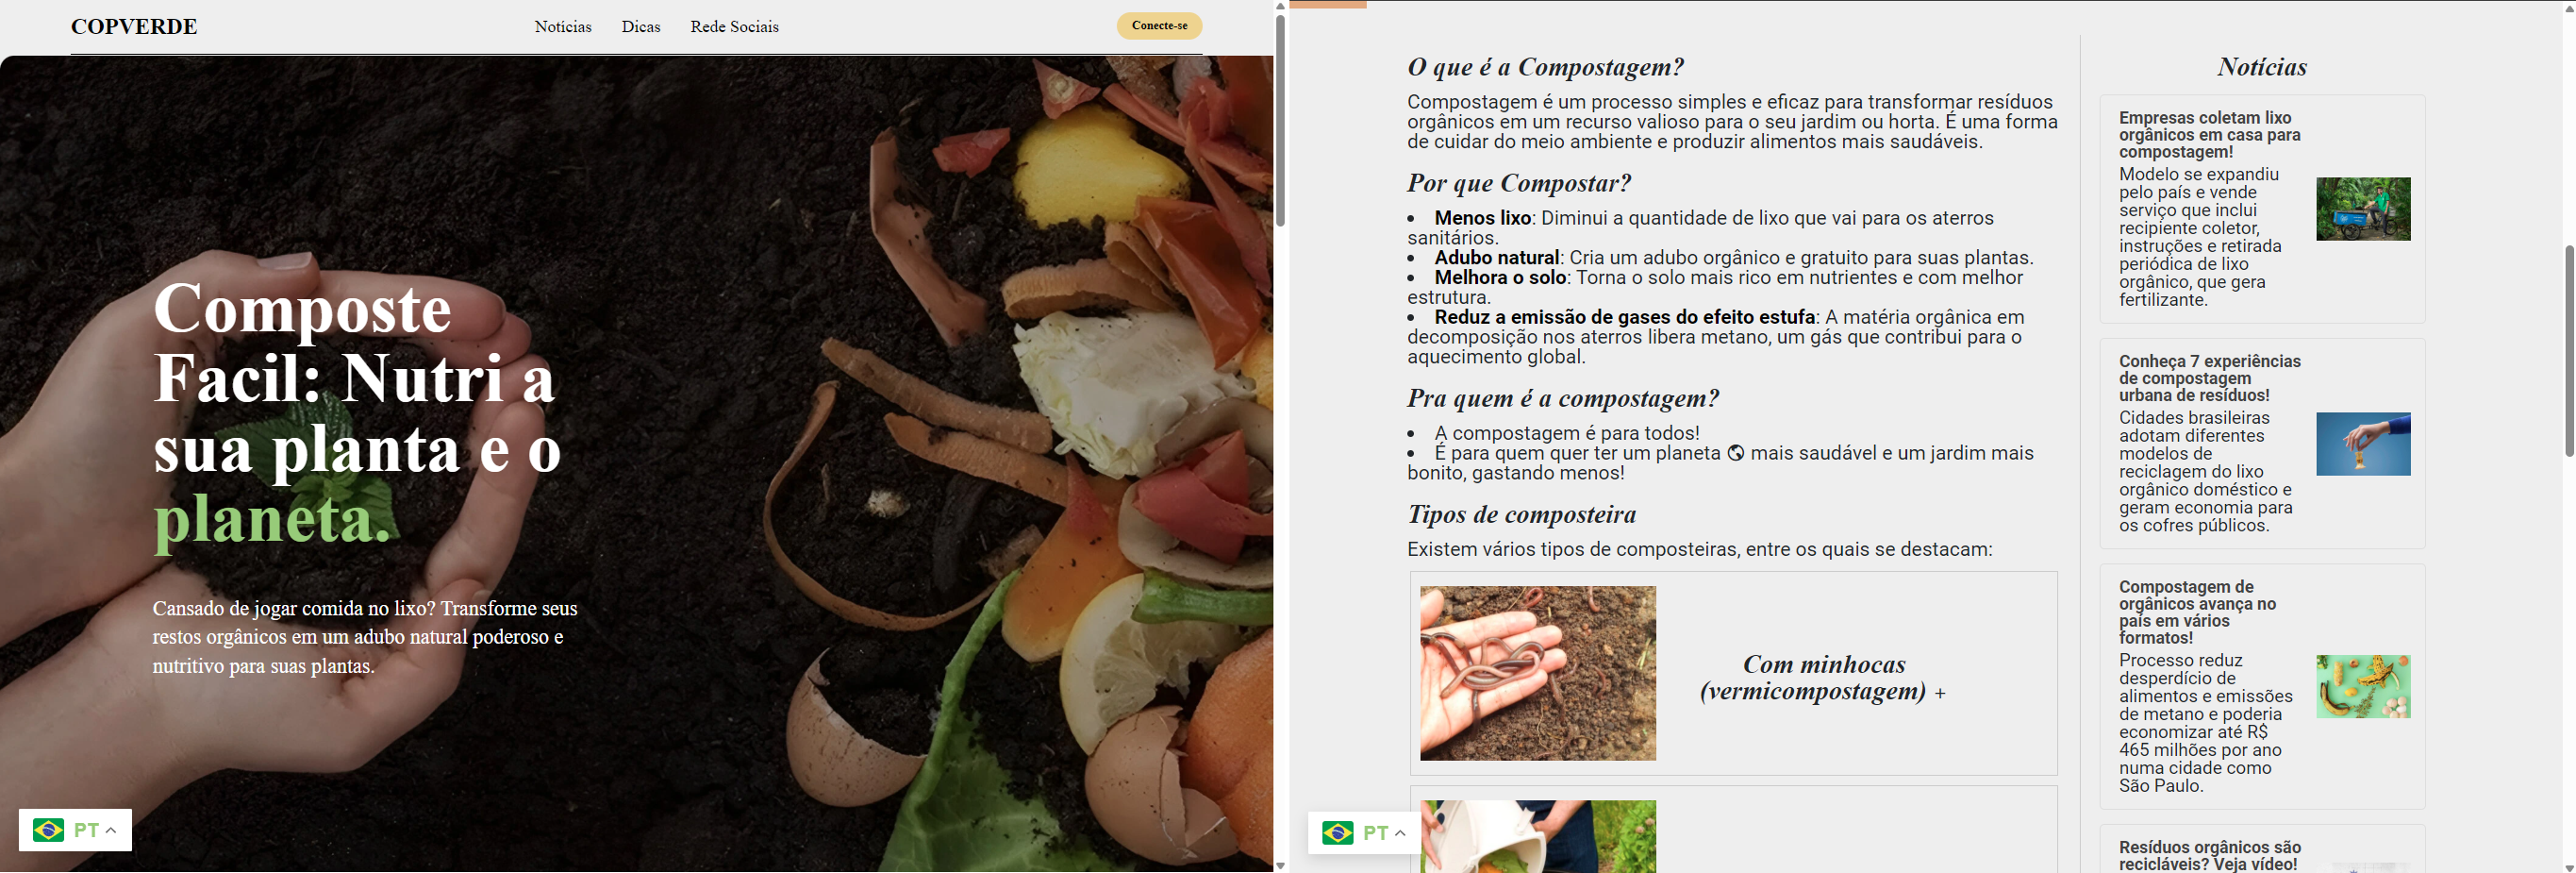 COPVERDE
Noticias
Dicas
Rede Sociais
Conecte-se
Composte
Facil: Nutri a
sua planta e o
planeta.
Cansado de jogar comida no lixo? Transforme seus
restos orgânicos em um adubo natural poderoso e
nutritivo para suas plantas.
PT
O que é a Compostagem?
Compostagem é um processo simples e eficaz para transformar resíduos
orgânicos em um recurso valioso para o seu jardim ou horta. É uma forma
de cuidar do meio ambiente e produzir alimentos mais saudáveis.
Por que Compostar?
• Menos lixo: Diminui a quantidade de lixo que vai para os aterros
sanitários.
• Adubo natural: Cria um adubo orgânico e gratuito para suas plantas.
• Melhora o solo: Torna o solo mais rico em nutrientes e com melhor
estrutura.
• Reduz a emissão de gases do efeito estufa: A matéria orgânica em
decomposição nos aterros libera metano, um gás que contribui para o
aquecimento global.
Pra quem é a compostagem?
• A compostagem é para todos!
• É para quem quer ter um planeta 🌎 mais saudável e um jardim mais
bonito, gastando menos!
Tipos de composteira
Existem vários tipos de composteiras, entre os quais se destacam:
Com minhocas
(vermicompostagem) +
PT
Notícias
Empresas coletam lixo
orgânicos em casa para
compostagem!
Modelo se expandiu
pelo país e vende
serviço que inclui
recipiente coletor,
instruções e retirada
periódica de lixo
orgânico, que gera
fertilizante.
Conheça 7 experiências
de compostagem
urbana de resíduos!
Cidades brasileiras
adotam diferentes
modelos de
reciclagem do lixo
orgânico doméstico e
geram economia para
os cofres públicos.
Compostagem de
orgânicos avança no
país em vários
formatos!
Processo reduz
desperdício de
alimentos e emissões
de metano e poderia
economizar até R$
465 milhões por ano
numa cidade como
São Paulo.
Resíduos orgânicos são
recicláveis? Veja vídeo!